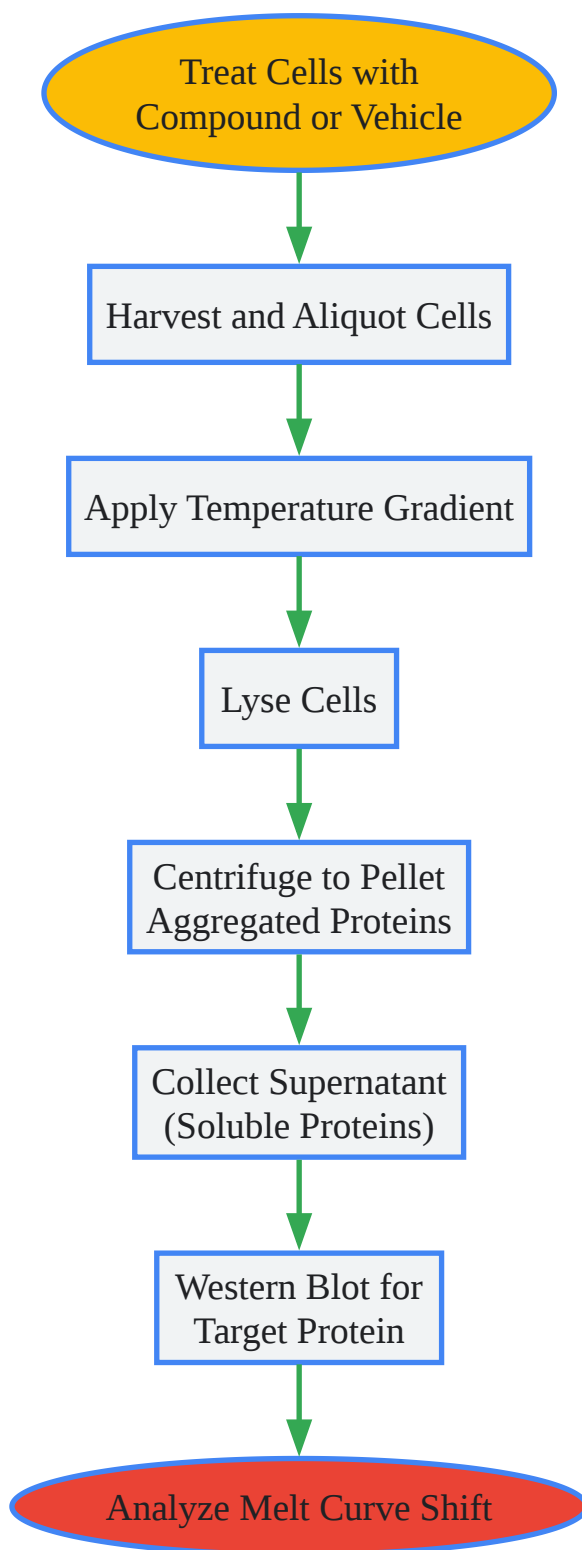 Treat Cells with
Compound or Vehicle
Harvest and Aliquot Cells
Apply Temperature Gradient
Lyse Cells
Centrifuge to Pellet
Aggregated Proteins
Collect Supernatant
(Soluble Proteins)
Western Blot for
Target Protein
Analyze Melt Curve Shift